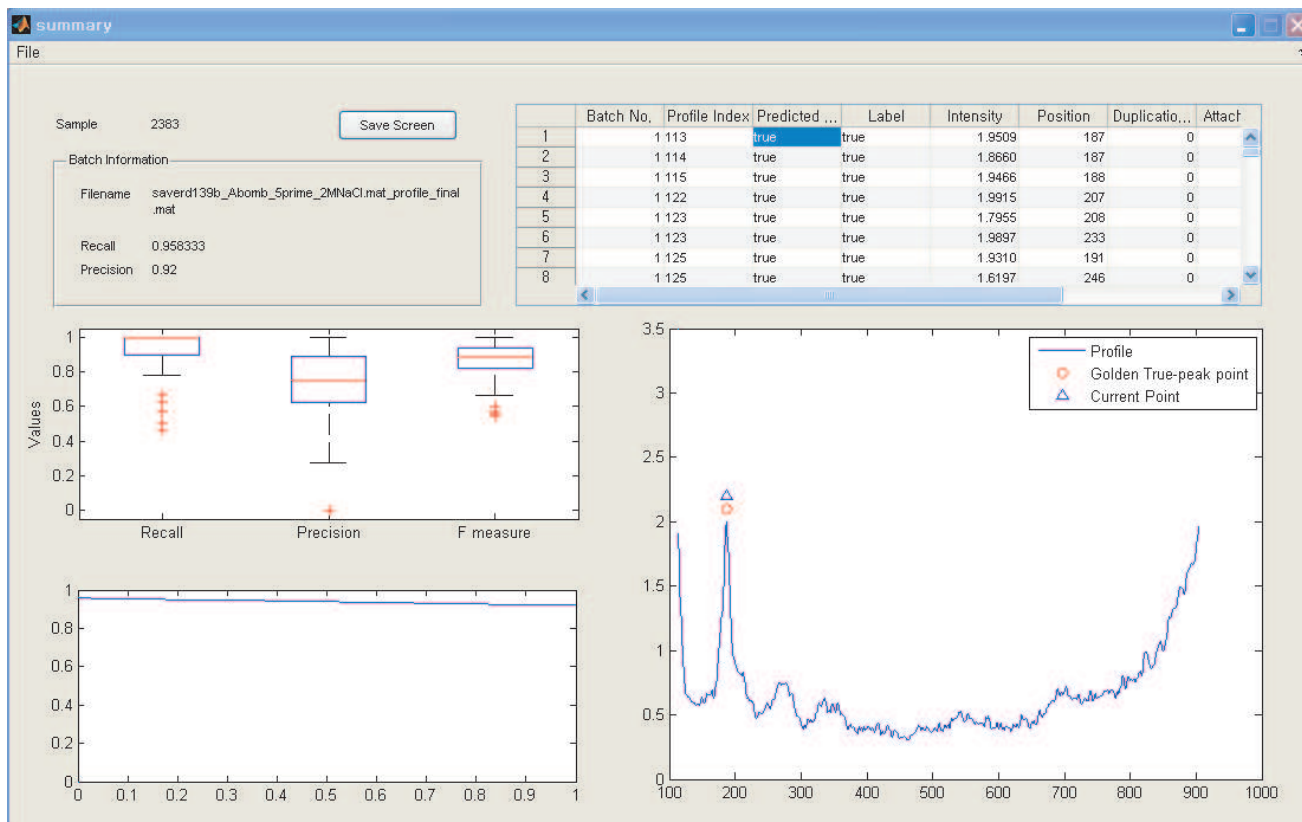 summary
File
Sample 2383
Save Screen
Batch Information
Filename saverd139b_Abomb_5prime_2MNaCl.mat_profile_final
.mat
Recall 0.958333
Precision 0.92
Batch No, Profile Index Predicted ... Label Intensity Position Duplicatio,.. Attach
1 1 113 true true 1.9509 187 0
2 1 114 true true 1.8660 187 0
3 1 115 true true 1.9466 188 0
4 1 122 true true 1.9915 207 0
5 1 123 true true 1.7955 208 0
6 1 123 true true 1.9897 233 0
7 1 125 true true 1.9310 191 0
8 1 125 true true 1.6197 246 0
Values
1
0.8
0.6
0.4
0.2
0
Recall Precision F measure
1
0.8
0.6
0.4
0.2
0
0 0.1 0.2 0.3 0.4 0.5 0.6 0.7 0.8 0.9 1
3.5
3
2.5
2
1.5
1
0.5
0
100 200 300 400 500 600 700 800 900 1000
Profile
Golden True-peak point
Current Point